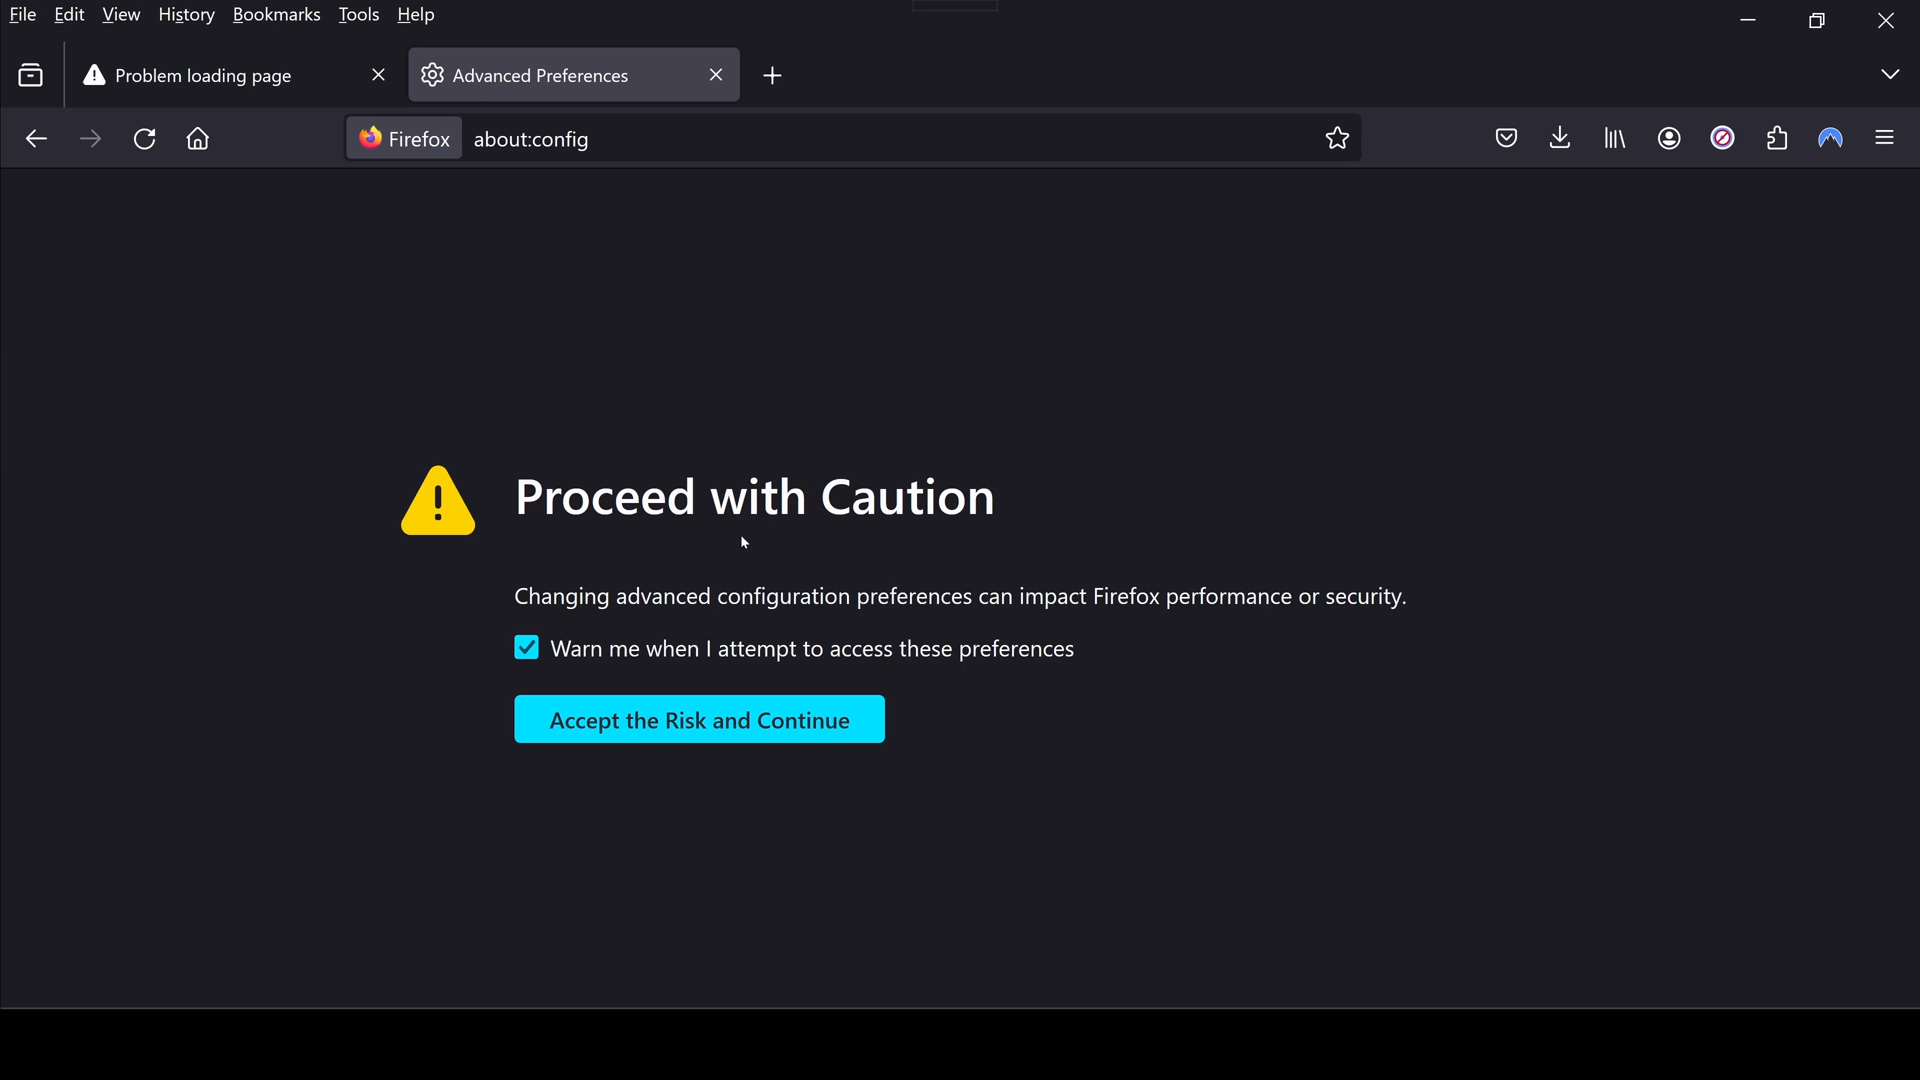 File Edit View History Bookmarks Tools Help
Problem loading page
Advanced Preferences
Firefox about:config
Proceed with Caution
Changing advanced configuration preferences can impact Firefox performance or security.
Warn me when I attempt to access these preferences
Accept the Risk and Continue